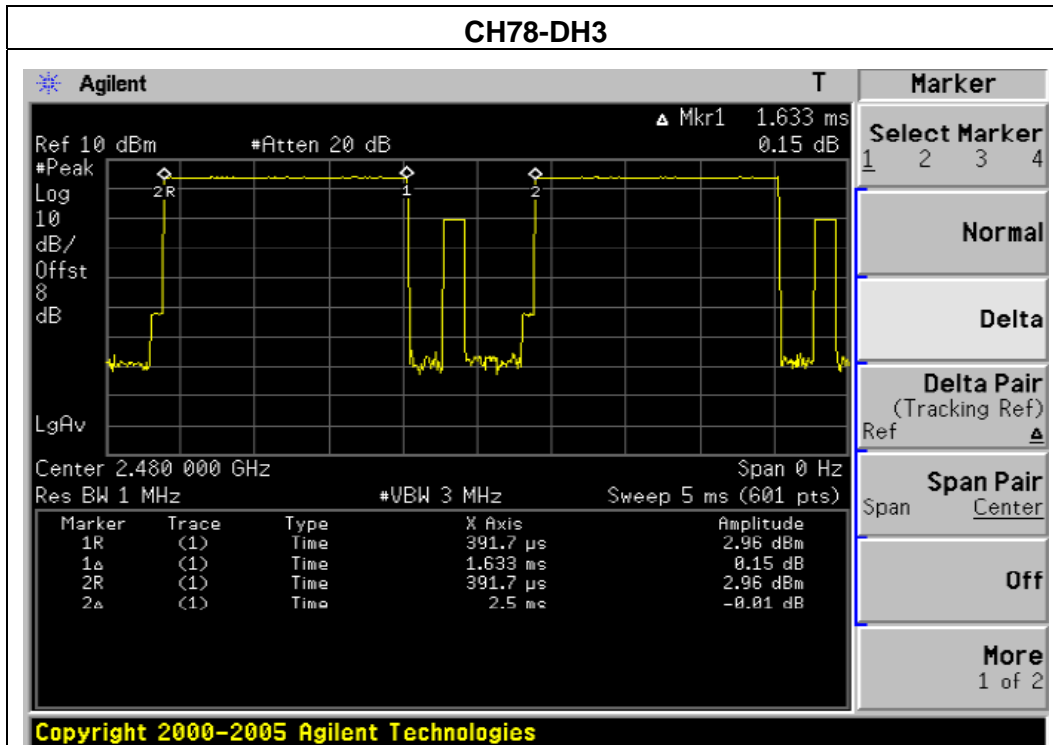 CH78-DH3
Agilent T
Δ Mkr1 1.633 ms
Ref 10 dBm #Atten 20 dB 0.15 dB
#Peak
Log
10
dB/
Offst
8
dB
LgAv
2R
1
2
Center 2.480 000 GHz Span 0 Hz
Res BW 1 MHz #VBW 3 MHz Sweep 5 ms (601 pts)
Marker Trace Type X Axis Amplitude
1R (1) Time 391.7 µs 2.96 dBm
1Δ (1) Time 1.633 ms 0.15 dB
2R (1) Time 391.7 µs 2.96 dBm
2Δ (1) Time 2.5 ms -0.01 dB
Marker
Select Marker
1 2 3 4
Normal
Delta
Delta Pair
(Tracking Ref)
Ref Δ
Span Pair
Span Center
Off
More
1 of 2
Copyright 2000-2005 Agilent Technologies